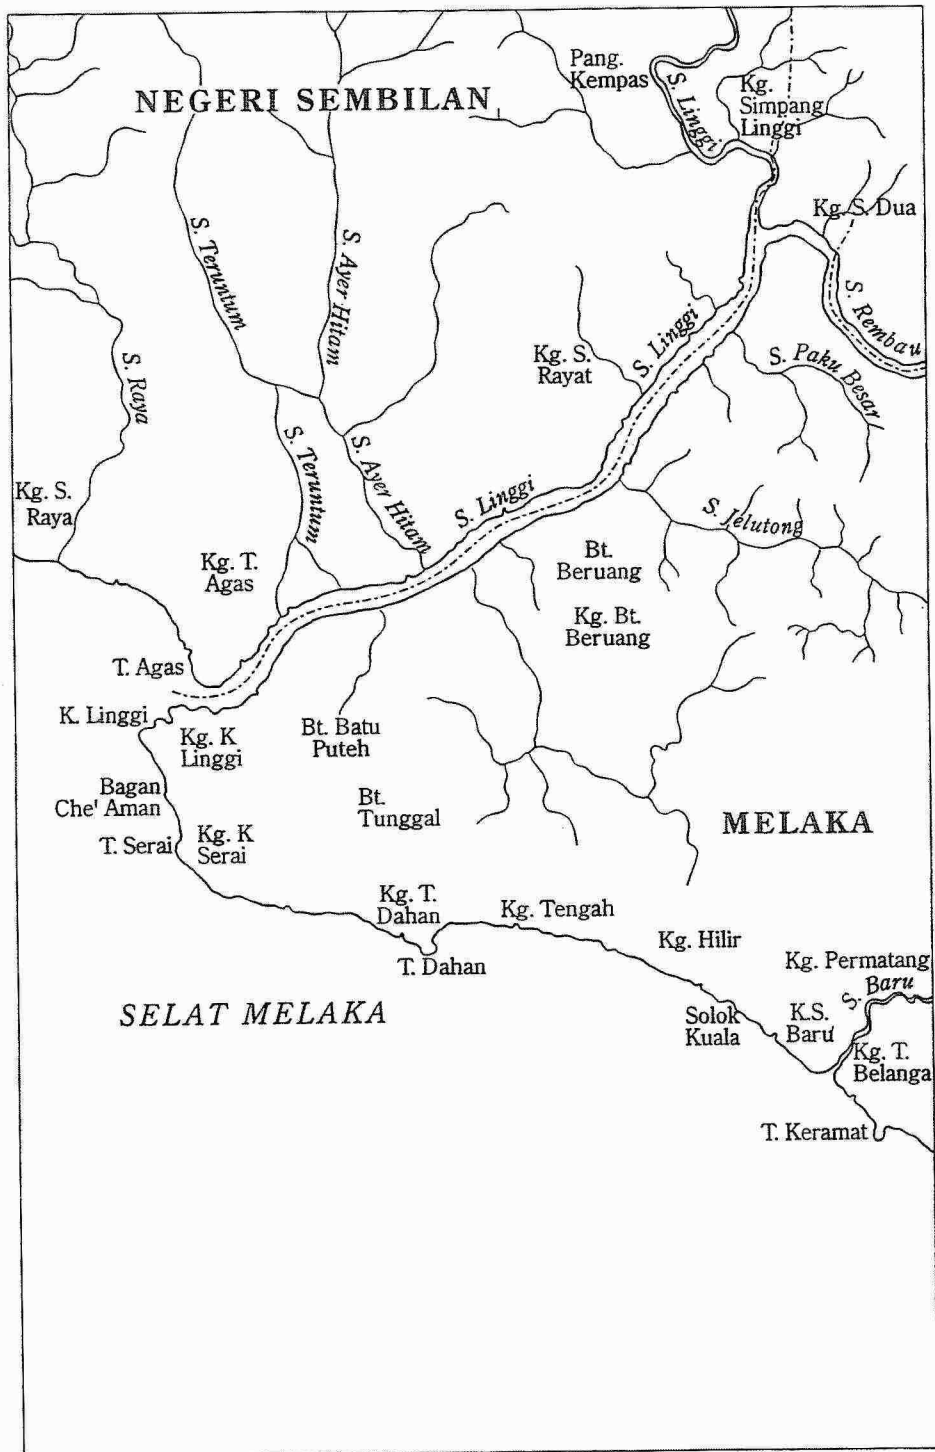 Pang.
Kempas
S. Linggi
Kg.
Simpang
Linggi
NEGERI SEMBILAN
Kg. S. Dua
S. Teruntum
S. Ayer Hitam
S. Rembau
S. Linggi
Kg. S.
Rayat
S. Paku Besar
S. Raya
S. Teruntum
S. Ayer Hitam
S. Linggi
Kg. S.
Raya
S. Jelutong
Kg. T.
Agas
Bt.
Beruang
Kg. Bt.
Beruang
T. Agas
K. Linggi
Kg. K
Linggi
Bt. Batu
Puteh
Bagan
Che' Aman
Bt.
Tunggal
MELAKA
T. Serai
Kg. K
Serai
Kg. T.
Dahan
Kg. Tengah
Kg. Hilir
T. Dahan
Kg. Permatang
S. Baru
SELAT MELAKA
Solok
Kuala
K.S.
Baru
Kg. T.
Belanga
T. Keramat